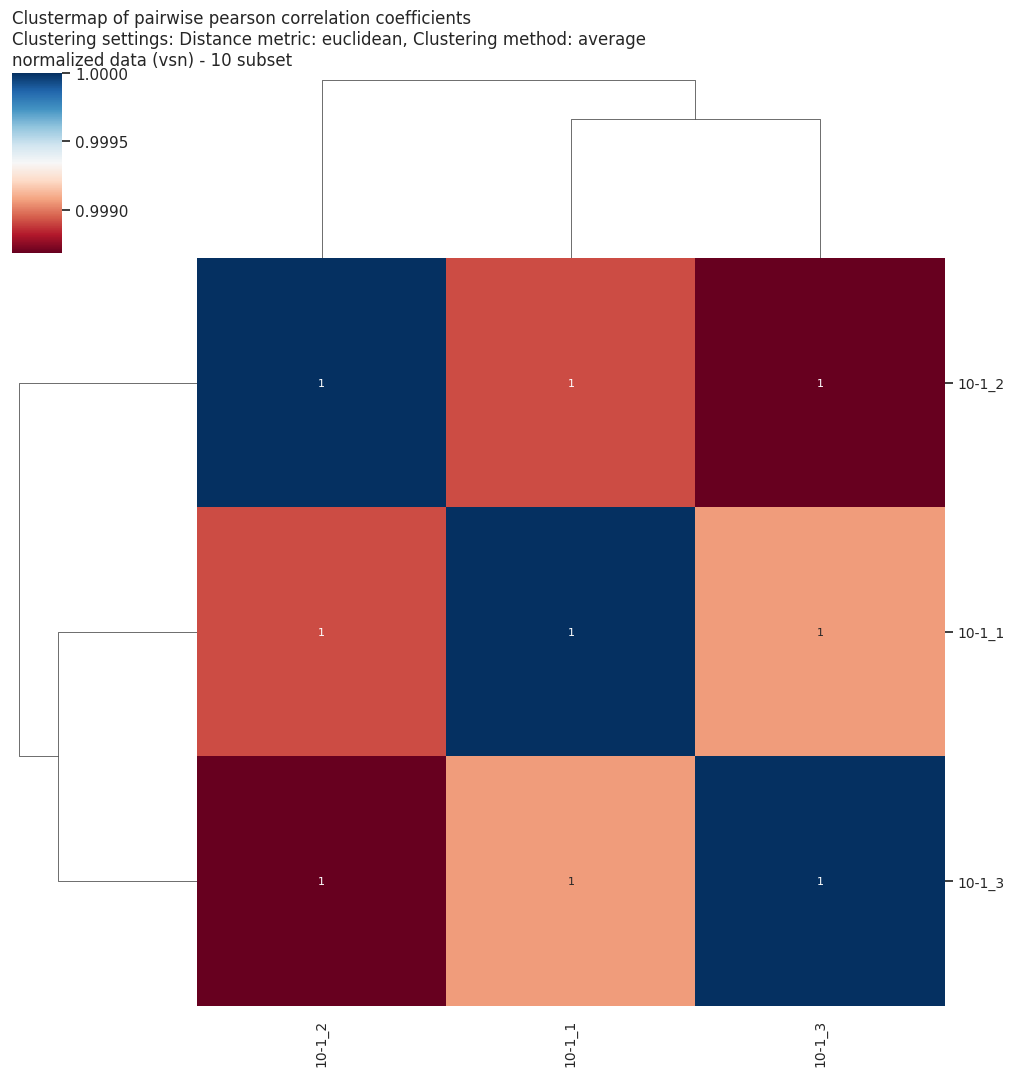 Clustermap of pairwise pearson correlation coefficients
Clustering settings: Distance metric: euclidean, Clustering method: average
normalized data (vsn) - 10 subset
1.0000
0.9995
0.9990
1 1 1 10-1_2
1 1 1 10-1_1
1 1 1 10-1_3
10-1_2 10-1_1 10-1_3